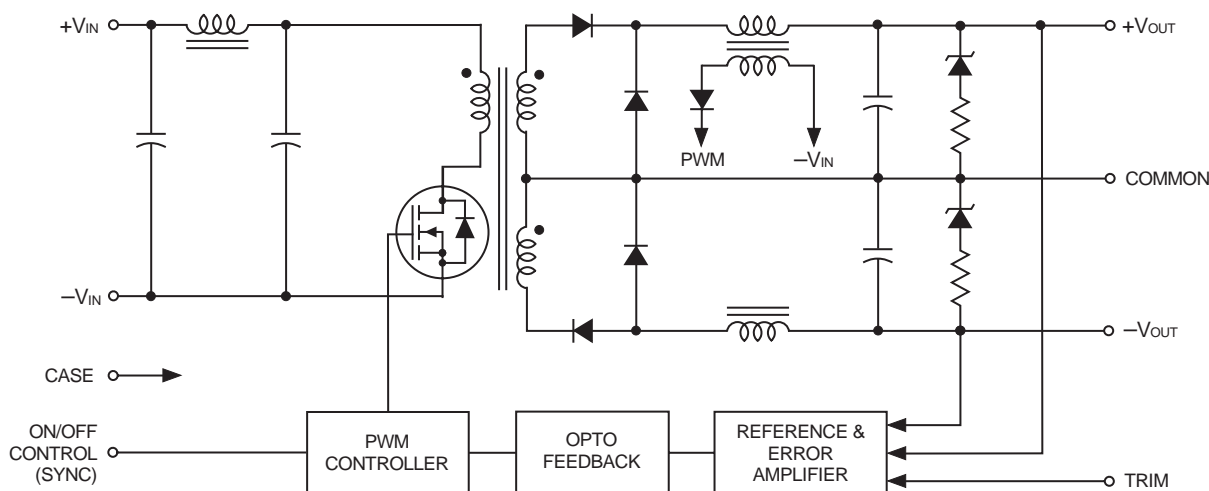 +VIN
+VOUT
PWM
–VIN
COMMON
–VIN
–VOUT
CASE
ON/OFF
CONTROL
(SYNC)
PWM
CONTROLLER
OPTO
FEEDBACK
REFERENCE &
ERROR
AMPLIFIER
TRIM